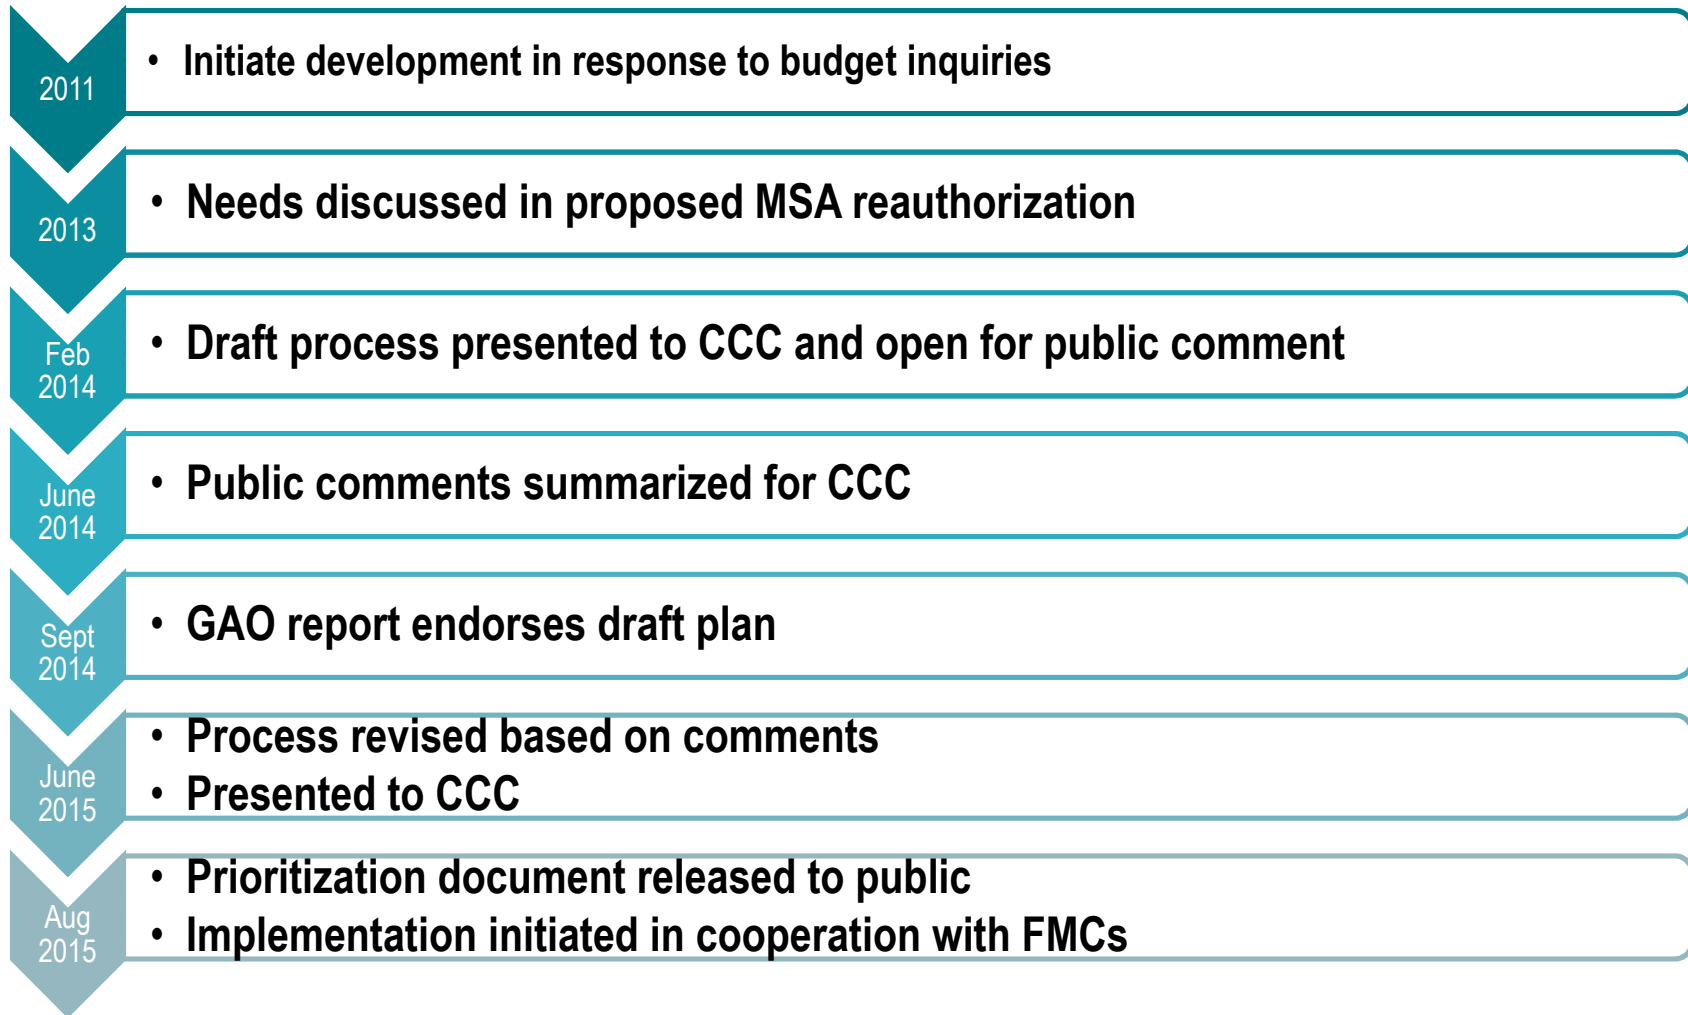 2011
• Initiate development in response to budget inquiries
2013
• Needs discussed in proposed MSA reauthorization
Feb
2014
• Draft process presented to CCC and open for public comment
June
2014
• Public comments summarized for CCC
Sept
2014
• GAO report endorses draft plan
June
2015
• Process revised based on comments
• Presented to CCC
Aug
2015
• Prioritization document released to public
• Implementation initiated in cooperation with FMCs